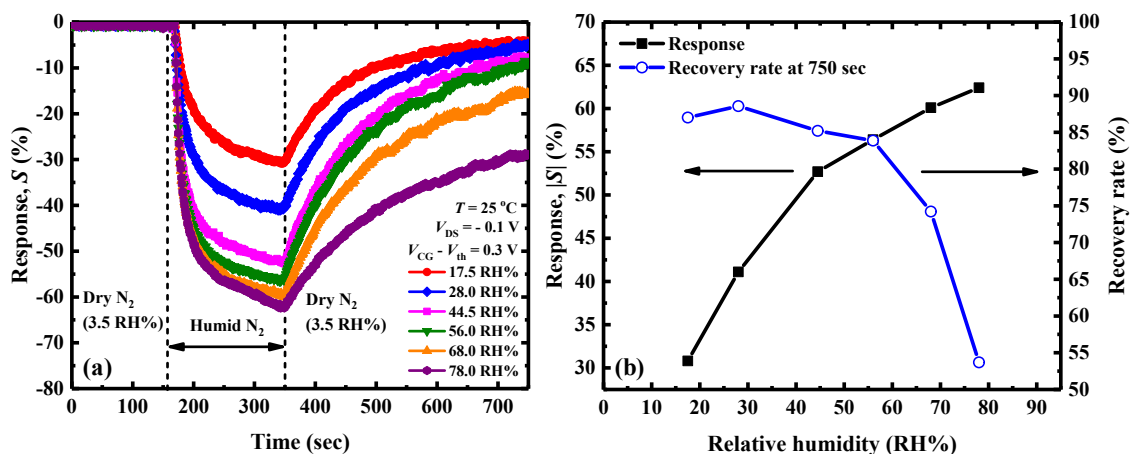 0
-10
-20
-30
-40
-50
-60
-70
-80
Response, S (%)
0 100 200 300 400 500 600 700
Time (sec)
Dry N2
(3.5 RH%)
Humid N2
Dry N2
(3.5 RH%)
T = 25 °C
VDS = - 0.1 V
VCG - Vth = 0.3 V
17.5 RH%
28.0 RH%
44.5 RH%
56.0 RH%
68.0 RH%
78.0 RH%
(a)
Response
Recovery rate at 750 sec
70
65
60
55
50
45
40
35
30
Response, |S| (%)
0 10 20 30 40 50 60 70 80 90 100
Relative humidity (RH%)
100
95
90
85
80
75
70
65
60
55
50
Recovery rate (%)
(b)